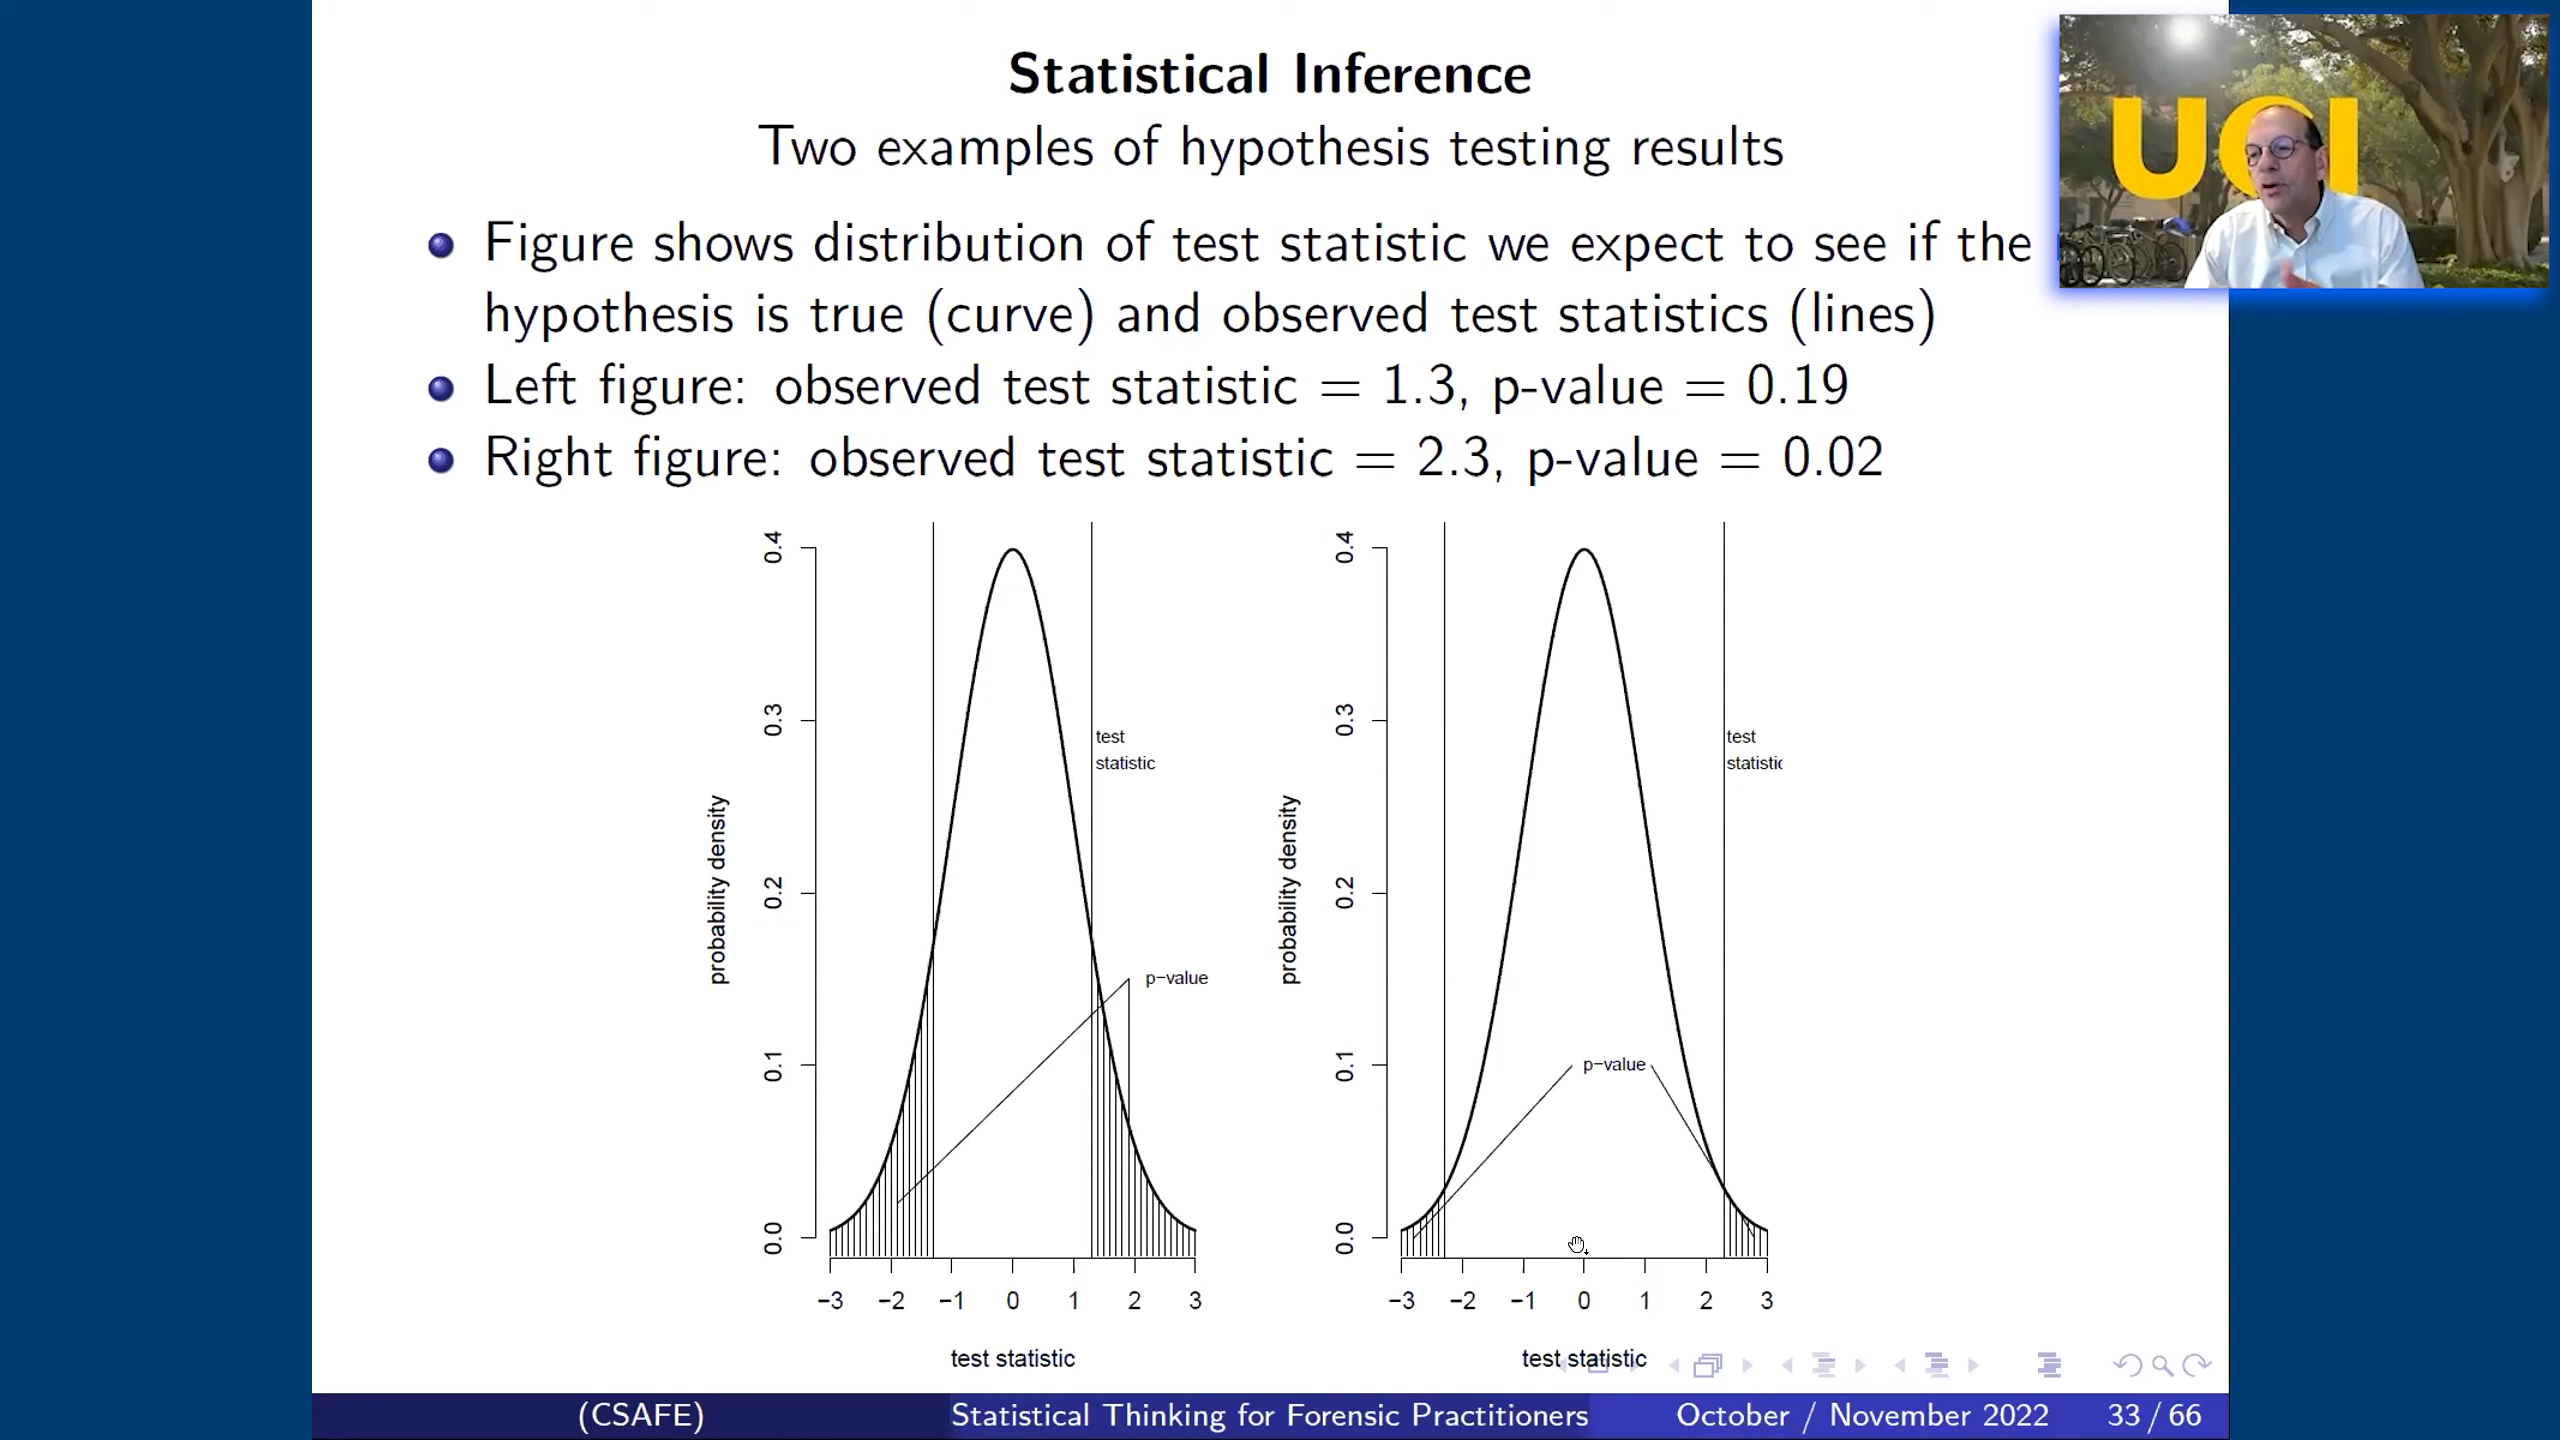 Statistical Inference
Two examples of hypothesis testing results
UCI
Figure shows distribution of test statistic we expect to see if the
hypothesis is true (curve) and observed test statistics (lines)
Left figure: observed test statistic = 1.3, p-value = 0.19
Right figure: observed test statistic = 2.3, p-value = 0.02
probability density
0.4
0.3
0.2
0.1
0.0
test
statistic
p−value
−3 −2 −1 0 1 2 3
test statistic
probability density
0.4
0.3
0.2
0.1
0.0
test
statistic
p−value
−3 −2 −1 0 1 2 3
test statistic
(CSAFE) Statistical Thinking for Forensic Practitioners October / November 2022 33 / 66